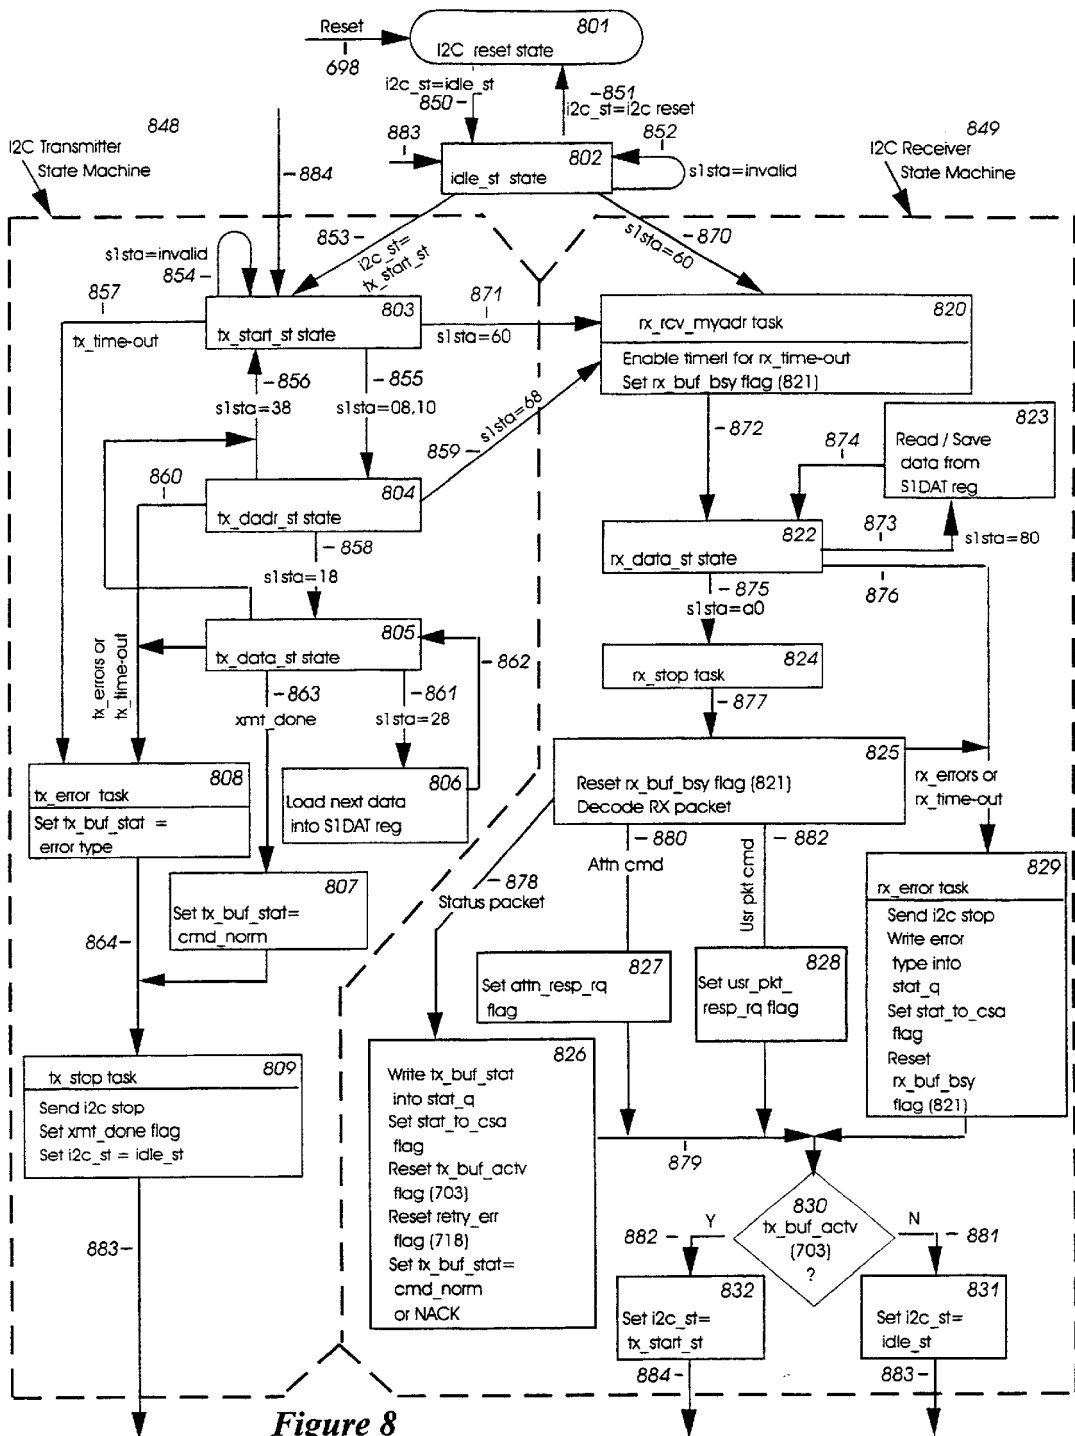 Reset
698
801
I2C reset state
i2c_st=idle_st
850
851
i2c_st=i2c reset
848
I2C Transmitter
State Machine
884
883
802
idle_st state
852
s1sta=invalid
849
I2C Receiver
State Machine
853
i2c_st=
tx_start_st
870
s1sta=60
s1sta=invalid
854
857
tx_time-out
803
tx_start_st state
871
s1sta=60
820
rx_rcv_myadr task
Enable timerI for rx_time-out
Set rx_buf_bsy flag (821)
856
s1sta=38
855
s1sta=08,10
859
s1sta=68
872
874
823
Read / Save
data from
S1DAT reg
860
804
tx_dadr_st state
858
s1sta=18
822
rx_data_st state
873
s1sta=80
876
875
s1sta=a0
805
tx_data_st state
862
tx_errors or
tx_time-out
863
xmt_done
861
s1sta=28
824
rx_stop task
877
808
tx_error task
Set tx_buf_stat =
error type
806
Load next data
into S1DAT reg
825
Reset rx_buf_bsy flag (821)
Decode RX packet
rx_errors or
rx_time-out
807
Set tx_buf_stat=
cmd_norm
864
878
Status packet
880
Attn cmd
882
Usr pkt cmd
829
rx_error task
Send i2c stop
Write error
type into
stat_q
Set stat_to_csa
flag
Reset
rx_buf_bsy
flag (821)
827
Set attn_resp_rq
flag
828
Set usr_pkt_
resp_rq flag
809
tx_stop task
Send i2c stop
Set xmt_done flag
Set i2c_st = idle_st
826
Write tx_buf_stat
into stat_q
Set stat_to_csa
flag
Reset tx_buf_actv
flag (703)
Reset retry_err
flag (718)
Set tx_buf_stat=
cmd_norm
or NACK
879
830
tx_buf_actv
(703)
?
Y
882
N
881
883
832
Set i2c_st=
tx_start_st
884
831
Set i2c_st=
idle_st
883
Figure 8